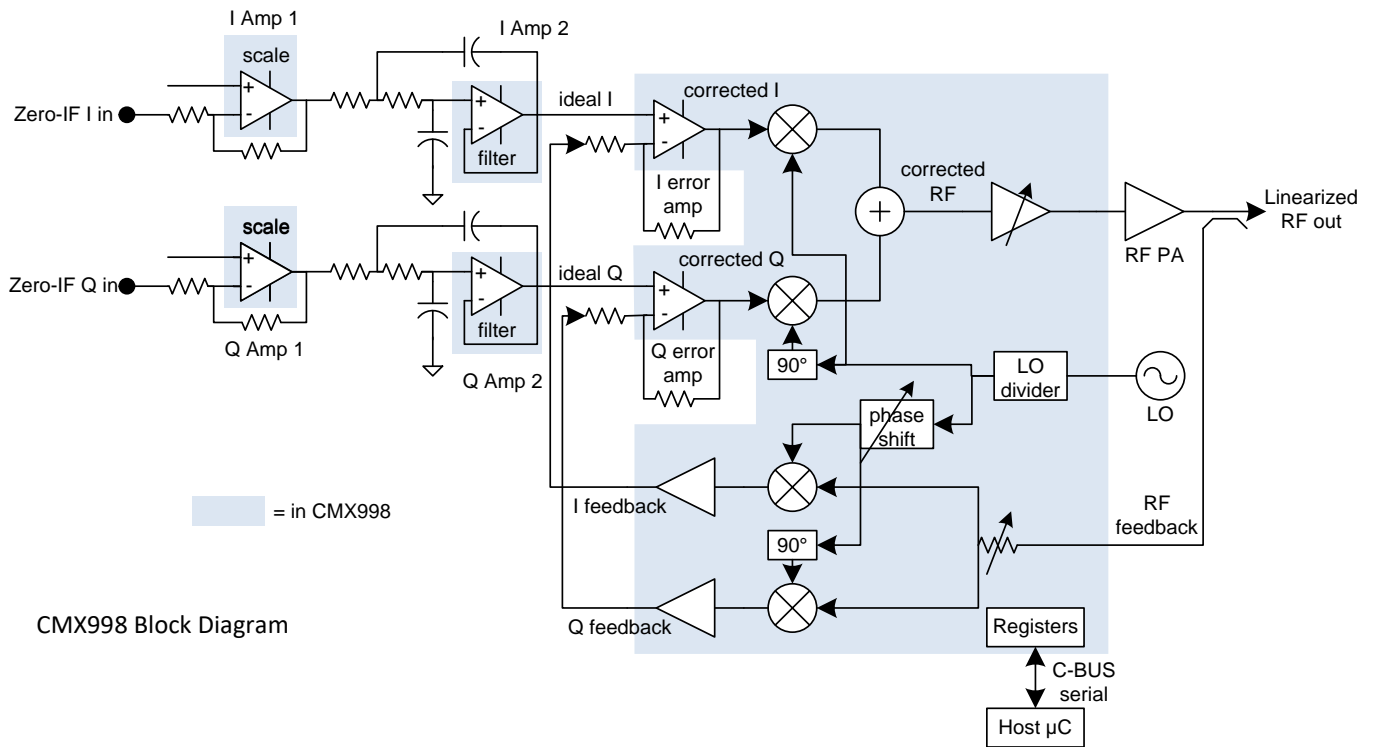 I Amp 1
scale
+
-
I Amp 2
+
-
filter
Zero-IF I in
ideal I
corrected I
+
-
I error
amp
scale
+
-
Zero-IF Q in
Q Amp 1
+
-
filter
Q Amp 2
ideal Q
corrected Q
+
-
Q error
amp
+
corrected
RF
RF PA
Linearized
RF out
90°
LO
divider
LO
phase
shift
I feedback
90°
Q feedback
RF
feedback
= in CMX998
CMX998 Block Diagram
Registers
C-BUS
serial
Host µC